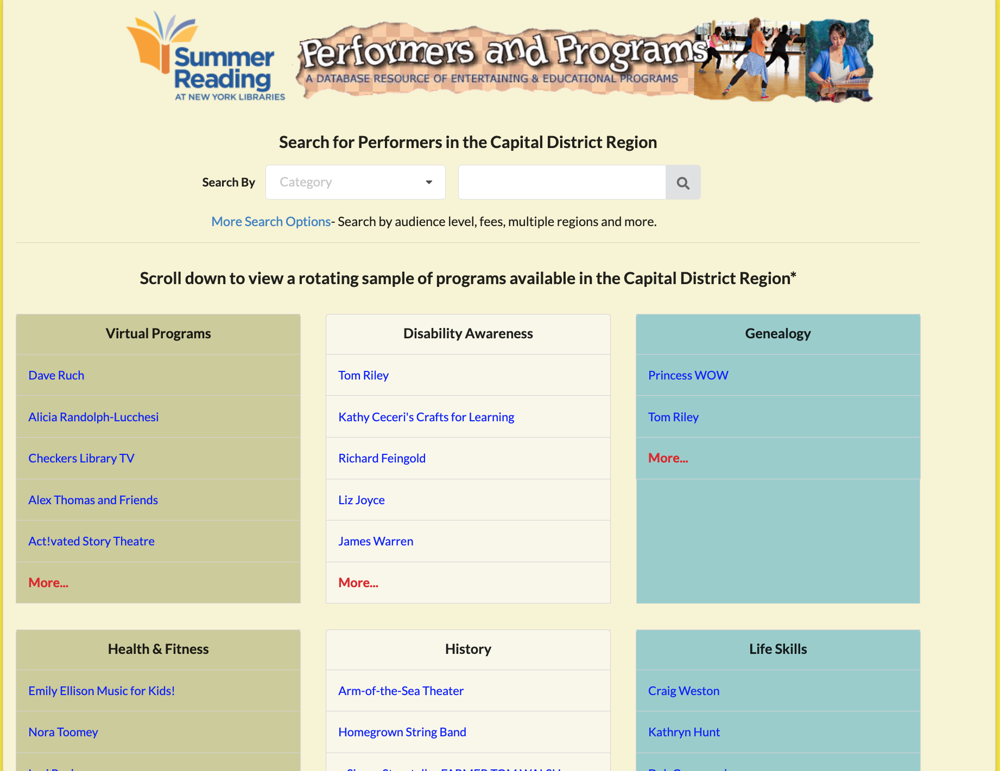 Summer
Reading
AT NEW YORK LIBRARIES
Performers and Programs
A DATABASE RESOURCE OF ENTERTAINING & EDUCATIONAL PROGRAMS
Search for Performers in the Capital District Region
Search By
Category
More Search Options- Search by audience level, fees, multiple regions and more.
Scroll down to view a rotating sample of programs available in the Capital District Region*
Virtual Programs
Dave Ruch
Alicia Randolph-Lucchesi
Checkers Library TV
Alex Thomas and Friends
Act!vated Story Theatre
More...
Disability Awareness
Tom Riley
Kathy Ceceri's Crafts for Learning
Richard Feingold
Liz Joyce
James Warren
More...
Genealogy
Princess WOW
Tom Riley
More...
Health & Fitness
Emily Ellison Music for Kids!
Nora Toomey
History
Arm-of-the-Sea Theater
Homegrown String Band
FARMER TOM WALSH
Life Skills
Craig Weston
Kathryn Hunt